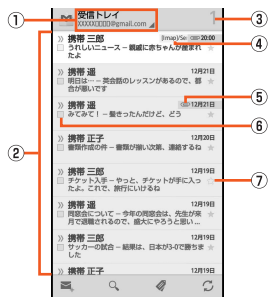 ①
受信トレイ
XXXXX□□□□@gmail.com
1
③
携帯 三郎
[Imap]/Se 20:00
うれしいニュース – 親戚に赤ちゃんが産まれ
たよ
④
携帯 遥
12月21日
明日は… – 英会話のレッスンがあるので、都
合が悪いです
携帯 遥
12月21日
⑤
みてみて！ – 髪きったんだけど、どう
⑥
②
携帯 正子
12月20日
書類作成の件 – 書類が揃い次第、連絡するね
携帯 三郎
12月19日
チケット入手 – やっと、チケットが手に入っ
たよ。これで、旅行にいけるね
⑦
携帯 遥
12月19日
同窓会について – 今年の同窓会は、先生が来
月で退職されるので、盛大にやろうと思い…
携帯 三郎
12月19日
サッカーの試合 – 結果は、日本が3-0で勝ちま
した
携帯 正子
12月19日